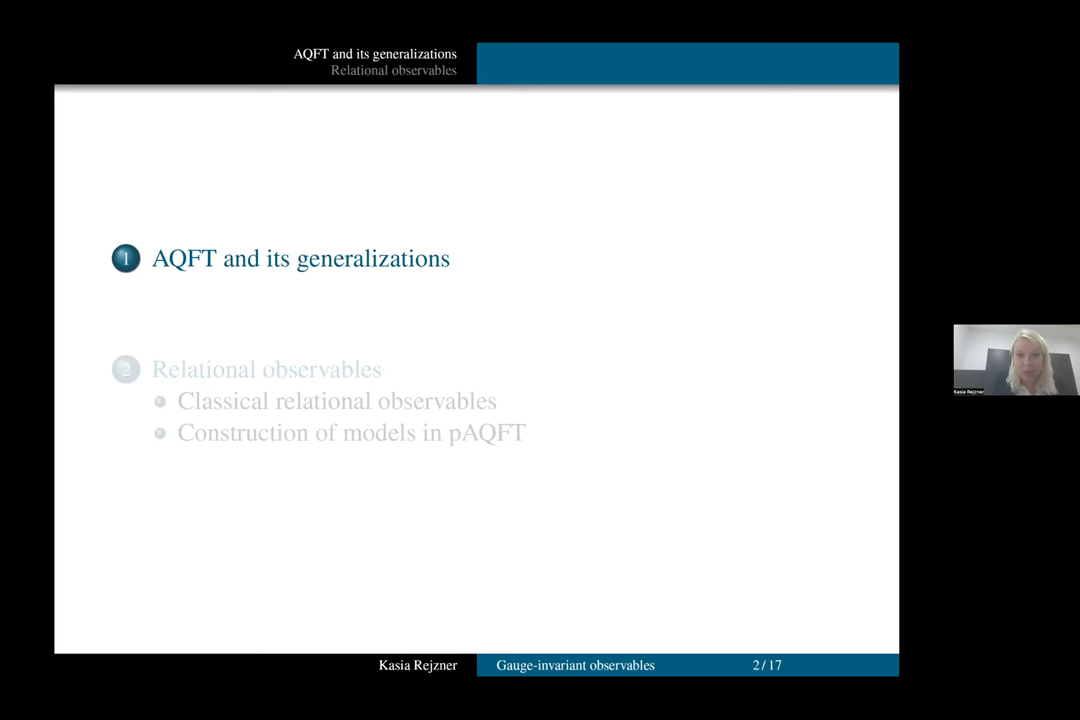 AQFT and its generalizations
Relational observables
1 AQFT and its generalizations
2 Relational observables
Classical relational observables
Construction of models in pAQFT
Kasia Rejzner
Kasia Rejzner
Gauge-invariant observables
2 / 17